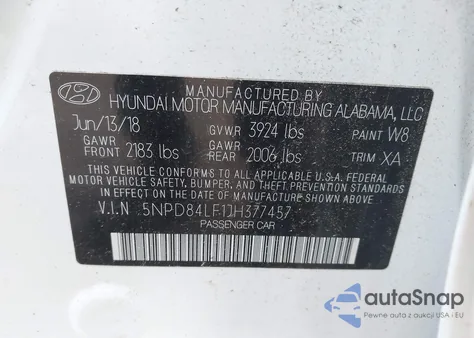 MANUFACTURED BY
HYUNDAI MOTOR MANUFACTURING ALABAMA, LLC
Jun/13/18 GVWR 3924 lbs PAINT W8
GAWR FRONT 2183 lbs GAWR REAR 2006 lbs TRIM XA
THIS VEHICLE CONFORMS TO ALL APPLICABLE U.S.A. FEDERAL
MOTOR VEHICLE SAFETY, BUMPER, AND THEFT PREVENTION STANDARDS
IN EFFECT ON THE DATE OF MANUFACTURE SHOWN ABOVE.
V.I.N
PASSENGER CAR
autoSnap
Pewne auta z aukcji USA i EU